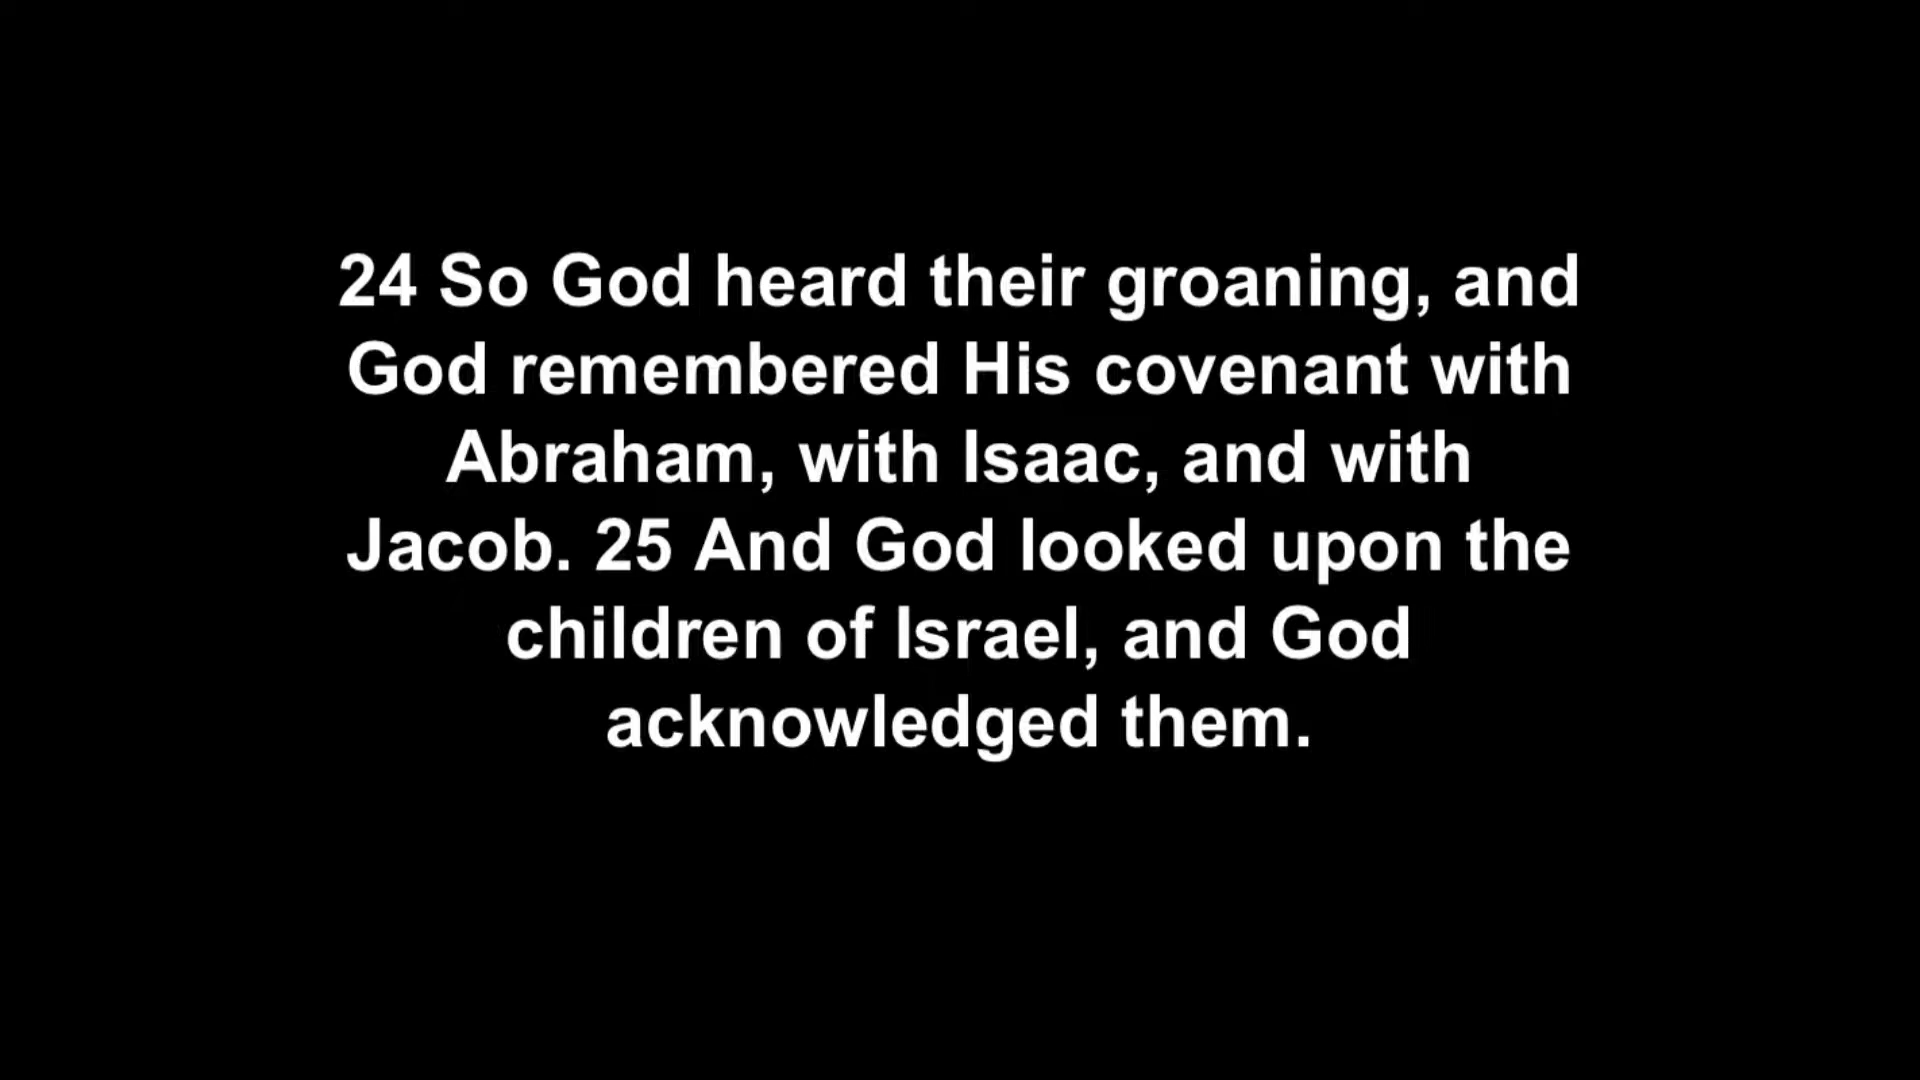 24 So God heard their groaning, and
God remembered His covenant with
Abraham, with Isaac, and with
Jacob. 25 And God looked upon the
children of Israel, and God
acknowledged them.